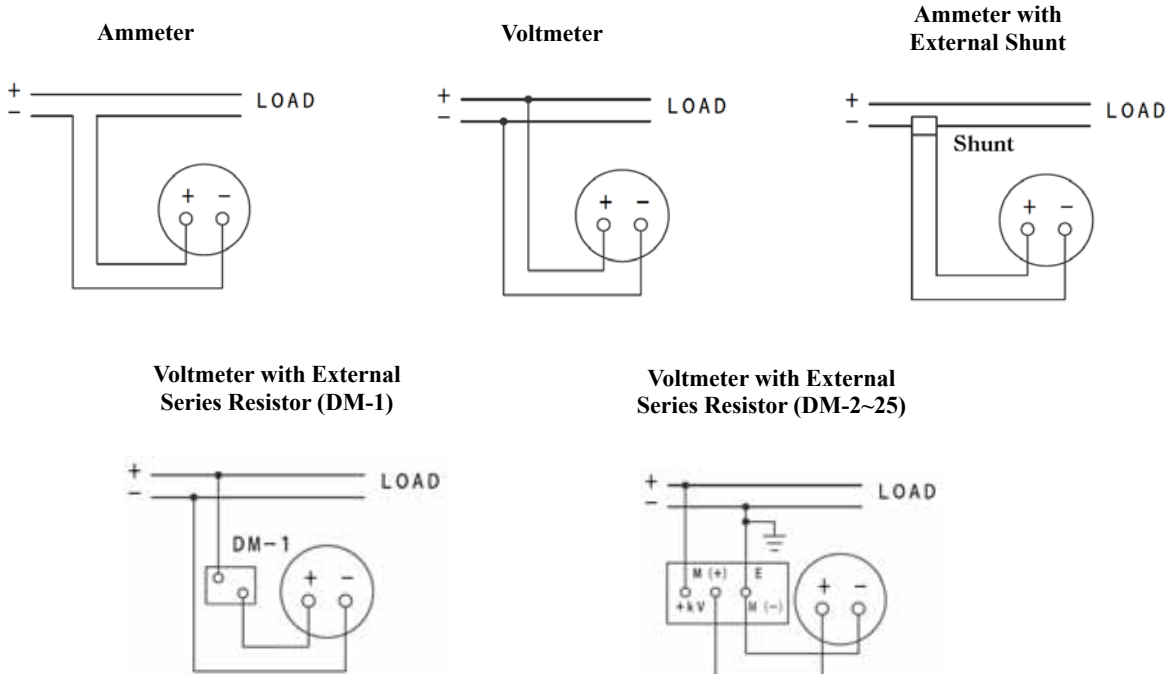 Ammeter
+
−
LOAD
+ −
Voltmeter
+
−
LOAD
+ −
Ammeter with
External Shunt
+
−
LOAD
Shunt
+ −
Voltmeter with External
Series Resistor (DM-1)
+
−
LOAD
DM-1
+ −
Voltmeter with External
Series Resistor (DM-2~25)
+
−
LOAD
M (+) E
+kV M (−)
+ −